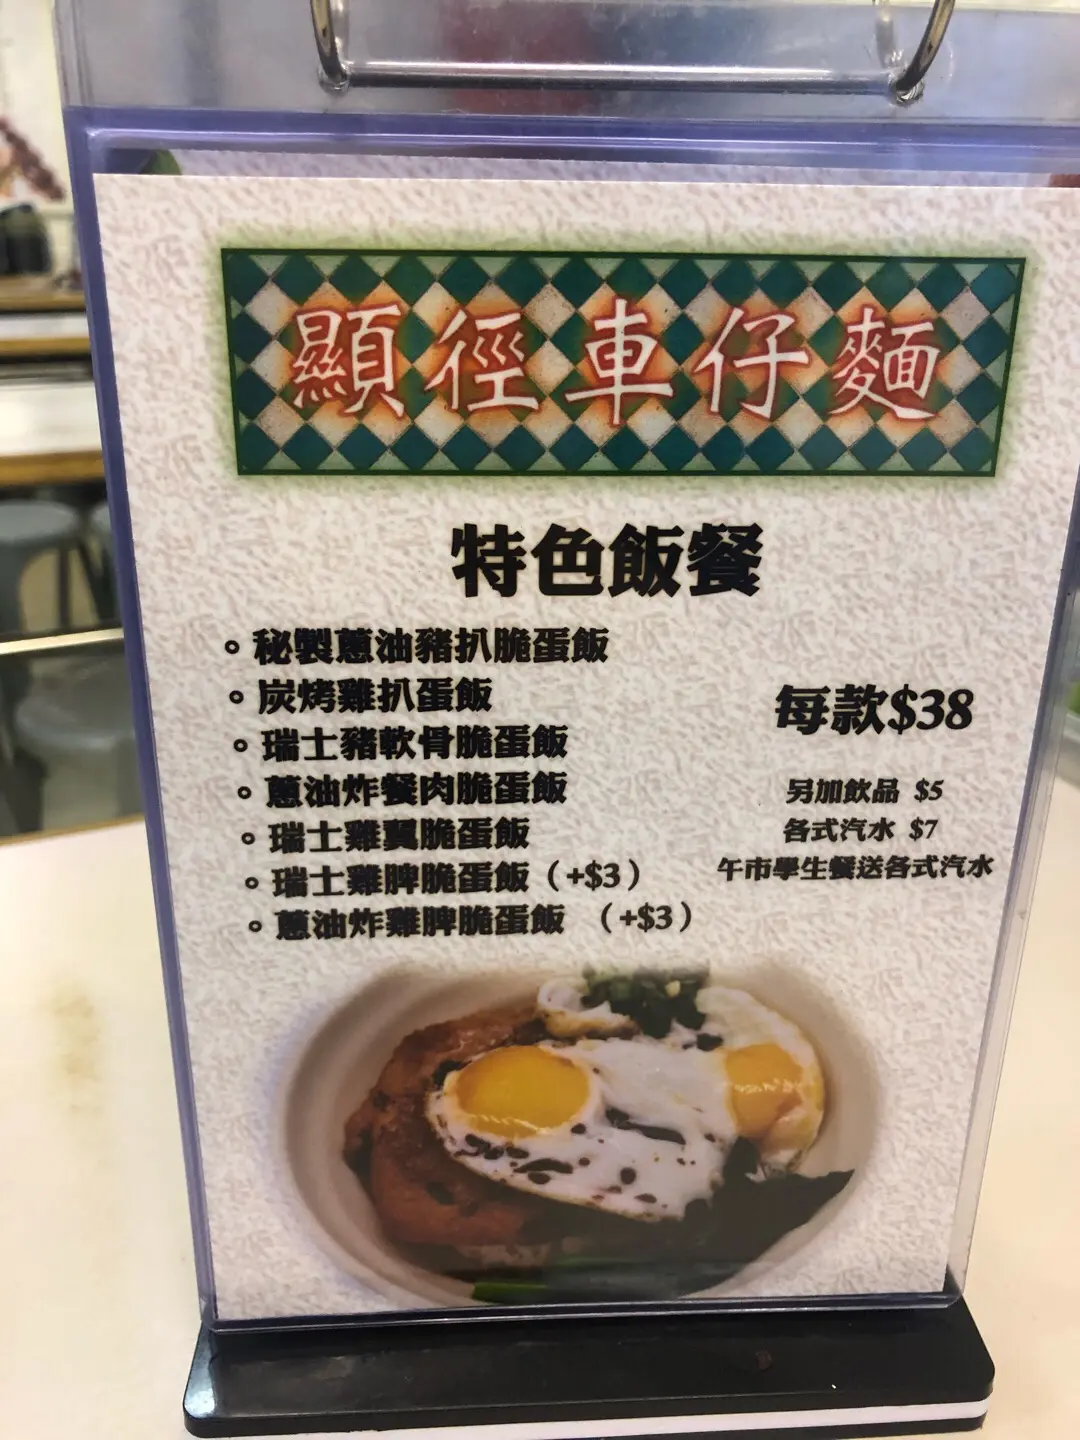 顯徑車仔麵
特色飯餐
。秘製蔥油豬扒脆蛋飯
。炭烤雞扒蛋飯
。瑞士豬軟骨脆蛋飯
。蔥油炸餐肉脆蛋飯
。瑞士雞翼脆蛋飯
。瑞士雞脾脆蛋飯（+$3）
。蔥油炸雞脾脆蛋飯 （+$3）
每款$38
另加飲品 $5
各式汽水 $7
午市學生餐送各式汽水